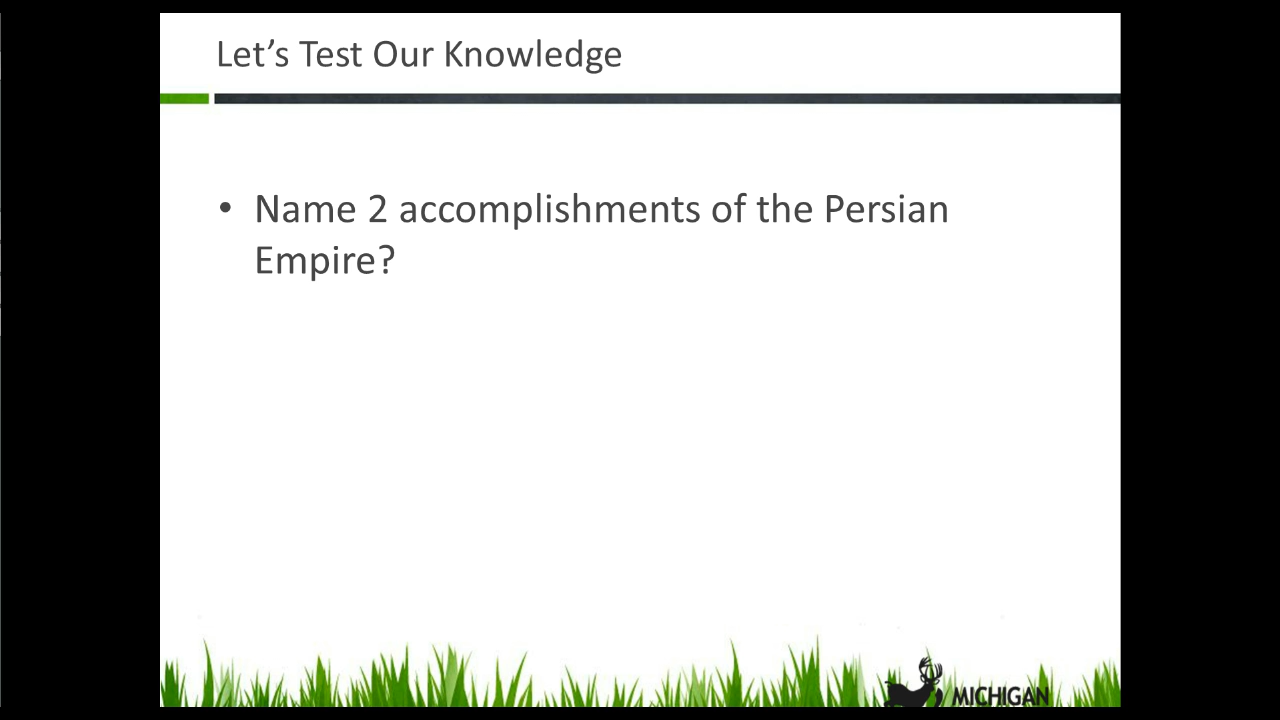 Let’s Test Our Knowledge
• Name 2 accomplishments of the Persian
Empire?
MICHIGAN